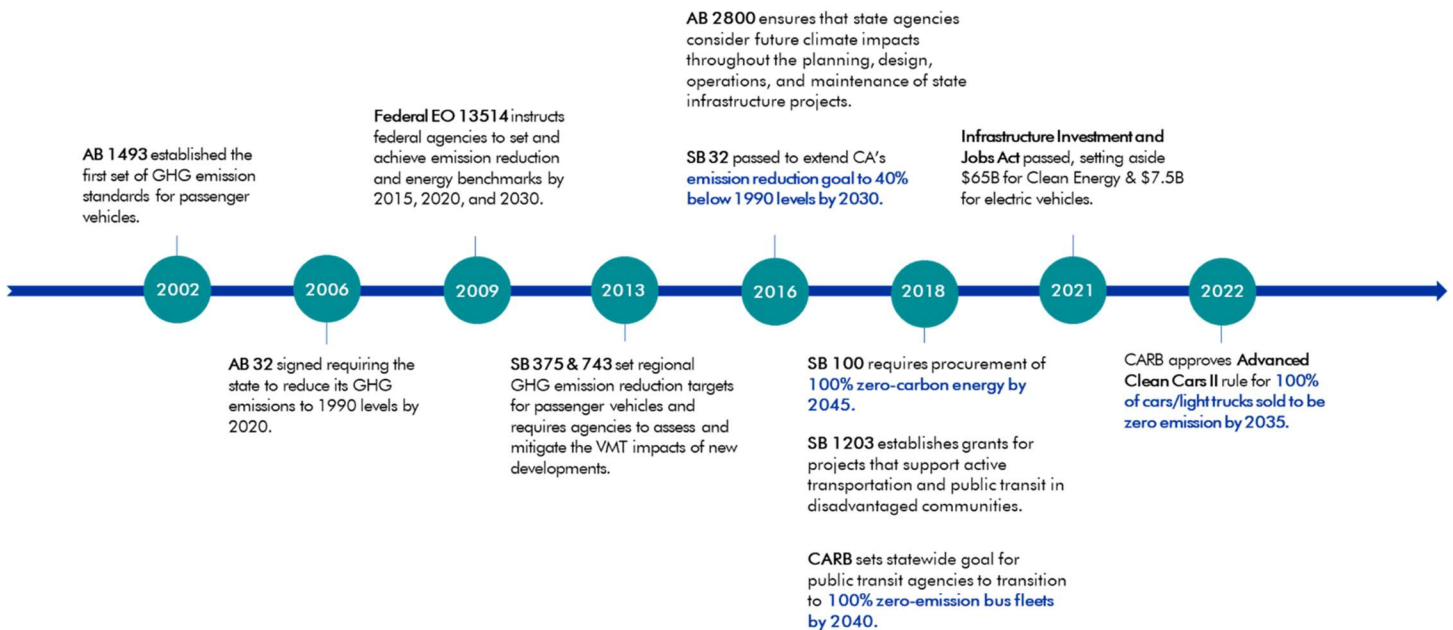 AB 2800 ensures that state agencies
consider future climate impacts
throughout the planning, design,
operations, and maintenance of state
infrastructure projects.
Federal EO 13514 instructs
federal agencies to set and
achieve emission reduction
and energy benchmarks by
2015, 2020, and 2030.
AB 1493 established the
first set of GHG emission
standards for passenger
vehicles.
SB 32 passed to extend CA's
emission reduction goal to 40%
below 1990 levels by 2030.
Infrastructure Investment and
Jobs Act passed, setting aside
$65B for Clean Energy & $7.5B
for electric vehicles.
2002
2006
2009
2013
2016
2018
2021
2022
AB 32 signed requiring the
state to reduce its GHG
emissions to 1990 levels by
2020.
SB 375 & 743 set regional
GHG emission reduction targets
for passenger vehicles and
requires agencies to assess and
mitigate the VMT impacts of new
developments.
SB 100 requires procurement of
100% zero-carbon energy by
2045.
SB 1203 establishes grants for
projects that support active
transportation and public transit in
disadvantaged communities.
CARB sets statewide goal for
public transit agencies to transition
to 100% zero-emission bus fleets
by 2040.
CARB approves Advanced
Clean Cars II rule for 100%
of cars/light trucks sold to be
zero emission by 2035.